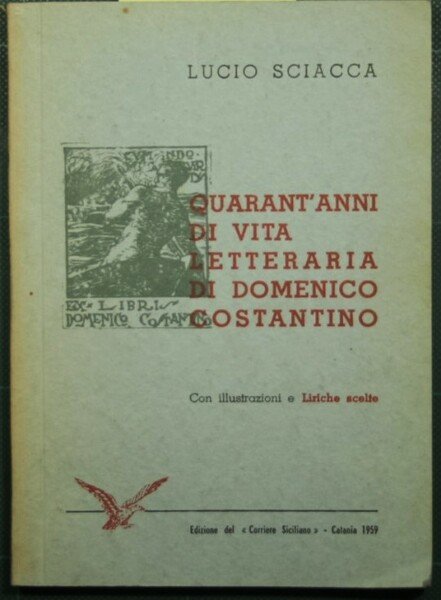 LUCIO SCIACCA
QUARANT'ANNI
DI VITA
LETTERARIA
DI DOMENICO
COSTANTINO
EX-LIBRIS
DOMENICO COSTANTINO
Con illustrazioni e Liriche scelte
Edizione del « Corriere Siciliano » - Catania 1959